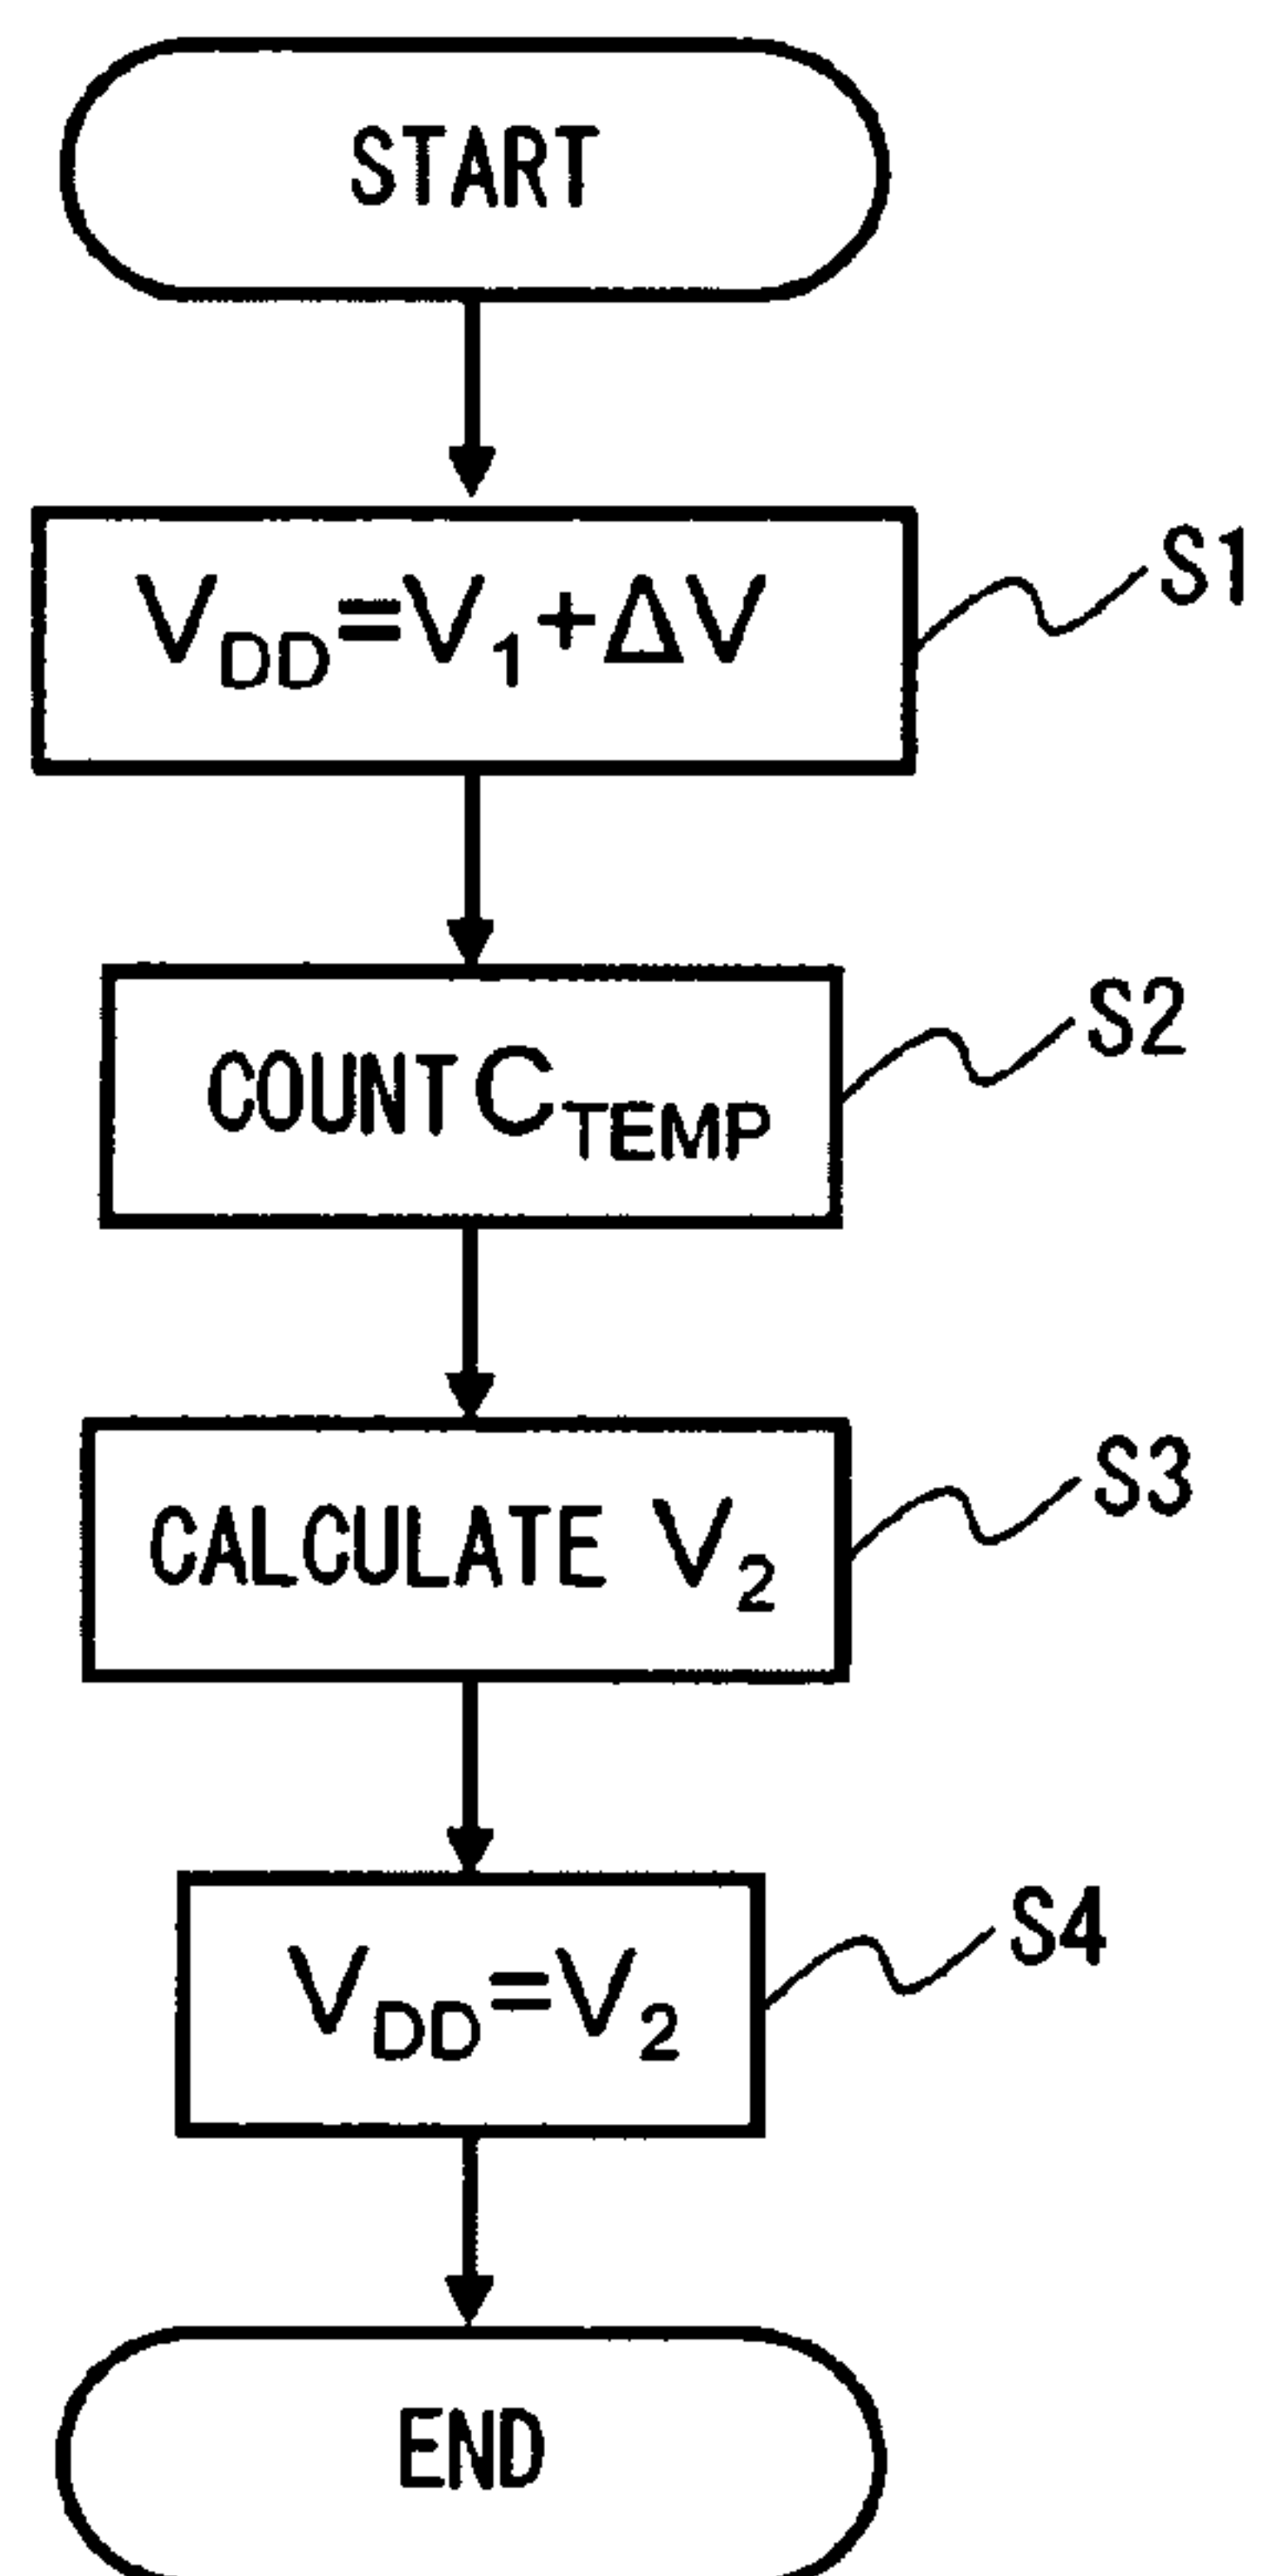 START
V_DD=V_1+ΔV
S1
COUNT C_TEMP
S2
CALCULATE V_2
S3
V_DD=V_2
S4
END